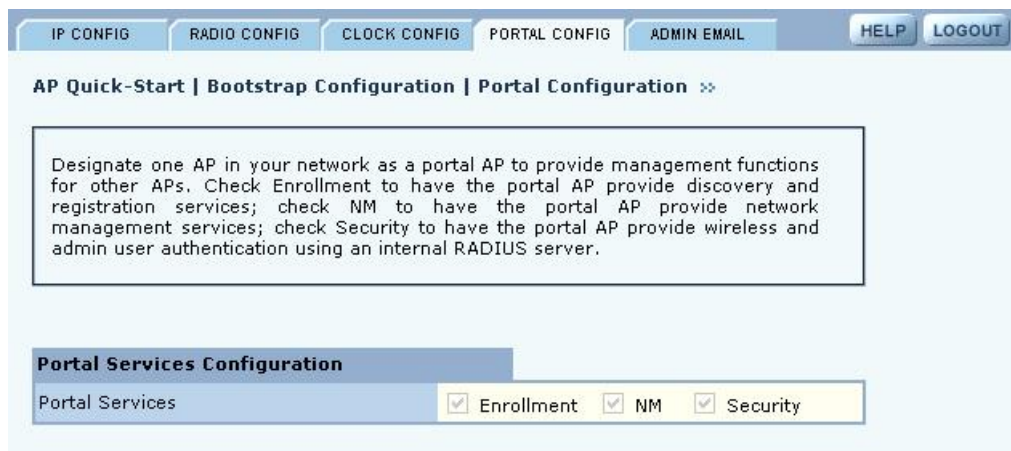 IP CONFIG RADIO CONFIG CLOCK CONFIG PORTAL CONFIG ADMIN EMAIL HELP LOGOUT
AP Quick-Start | Bootstrap Configuration | Portal Configuration »
Designate one AP in your network as a portal AP to provide management functions
for other APs. Check Enrollment to have the portal AP provide discovery and
registration services; check NM to have the portal AP provide network
management services; check Security to have the portal AP provide wireless and
admin user authentication using an internal RADIUS server.
Portal Services Configuration
Portal Services Enrollment NM Security